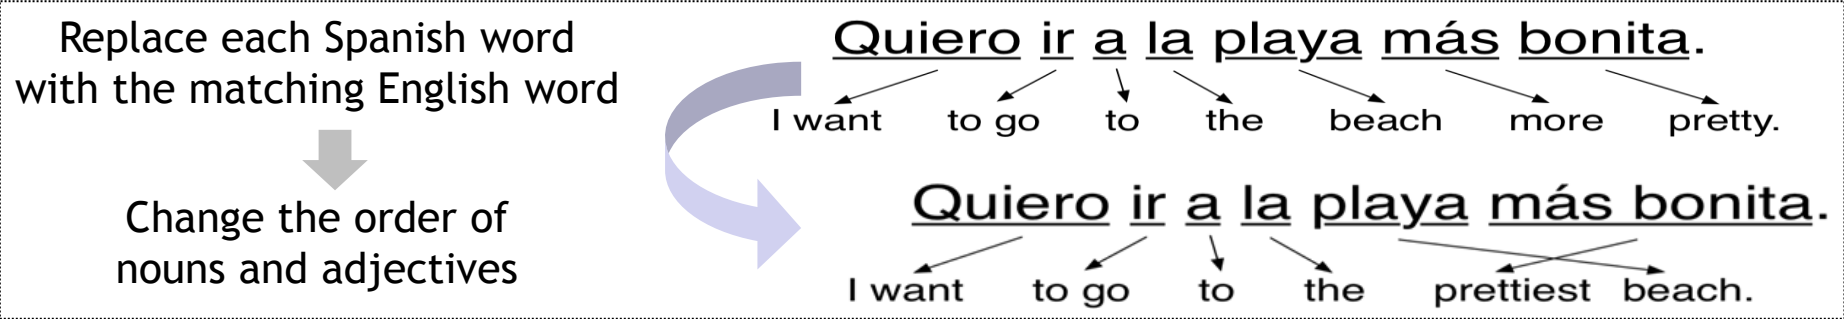 Replace each Spanish word
with the matching English word
Change the order of
nouns and adjectives
Quiero ir a la playa más bonita.
I want to go to the beach more pretty.
Quiero ir a la playa más bonita.
I want to go to the prettiest beach.